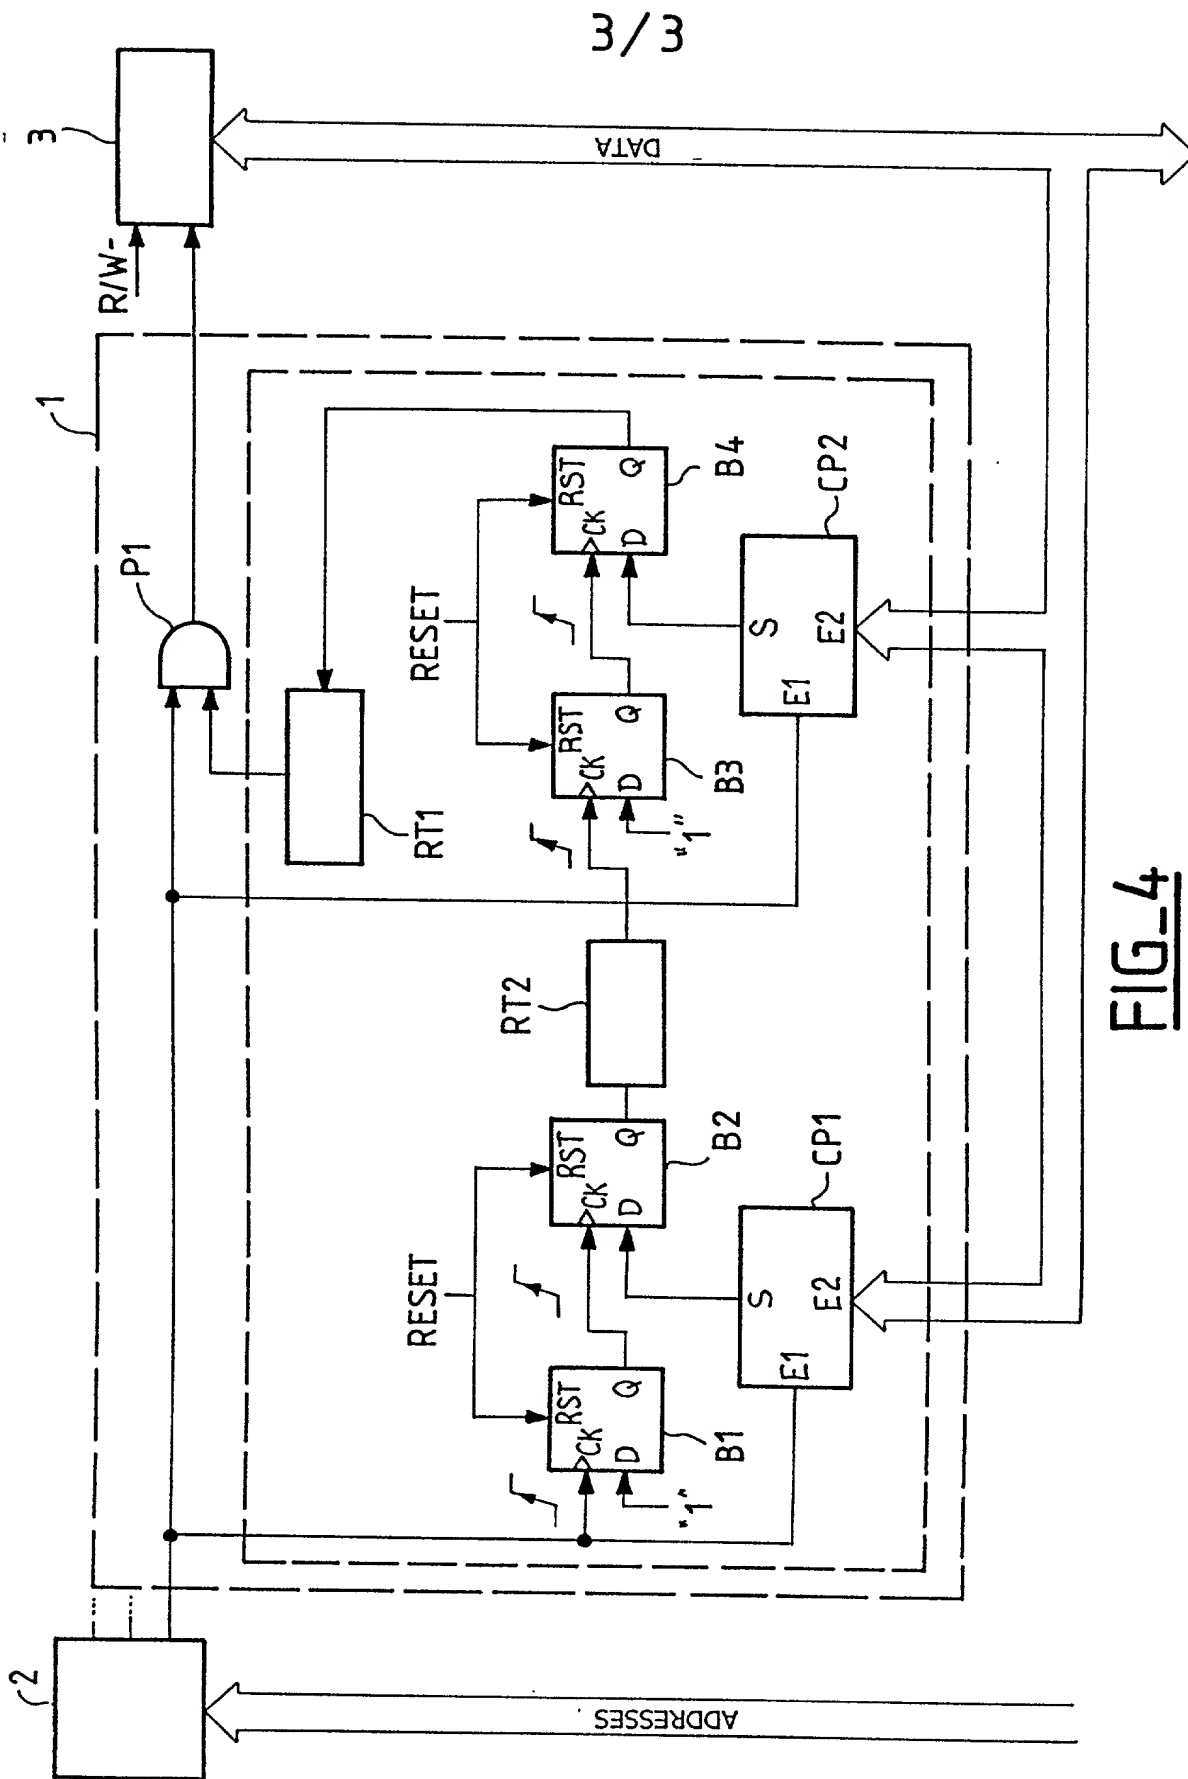 3/3
3
DATA
R/W-
1
P1
RT1
RESET
RST
CK
D
Q
B4
RST
CK
D
Q
B3
"1"
S
E1
E2
CP2
RT2
RESET
RST
CK
D
Q
B2
RST
CK
D
Q
B1
"1"
S
E1
E2
CP1
2
ADDRESSES
FIG_4